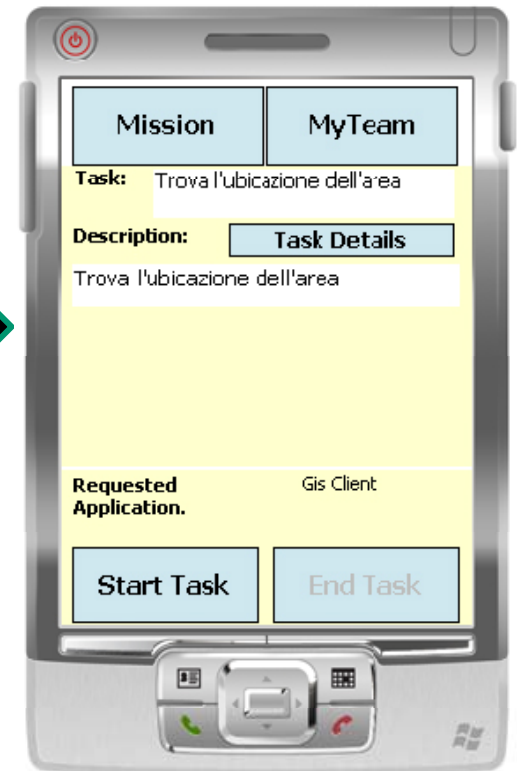 Mission MyTeam
Task: Trova l'ubicazione dell'area
Description: Task Details
Trova l'ubicazione dell'area
Requested Gis Client
Application.
Start Task End Task